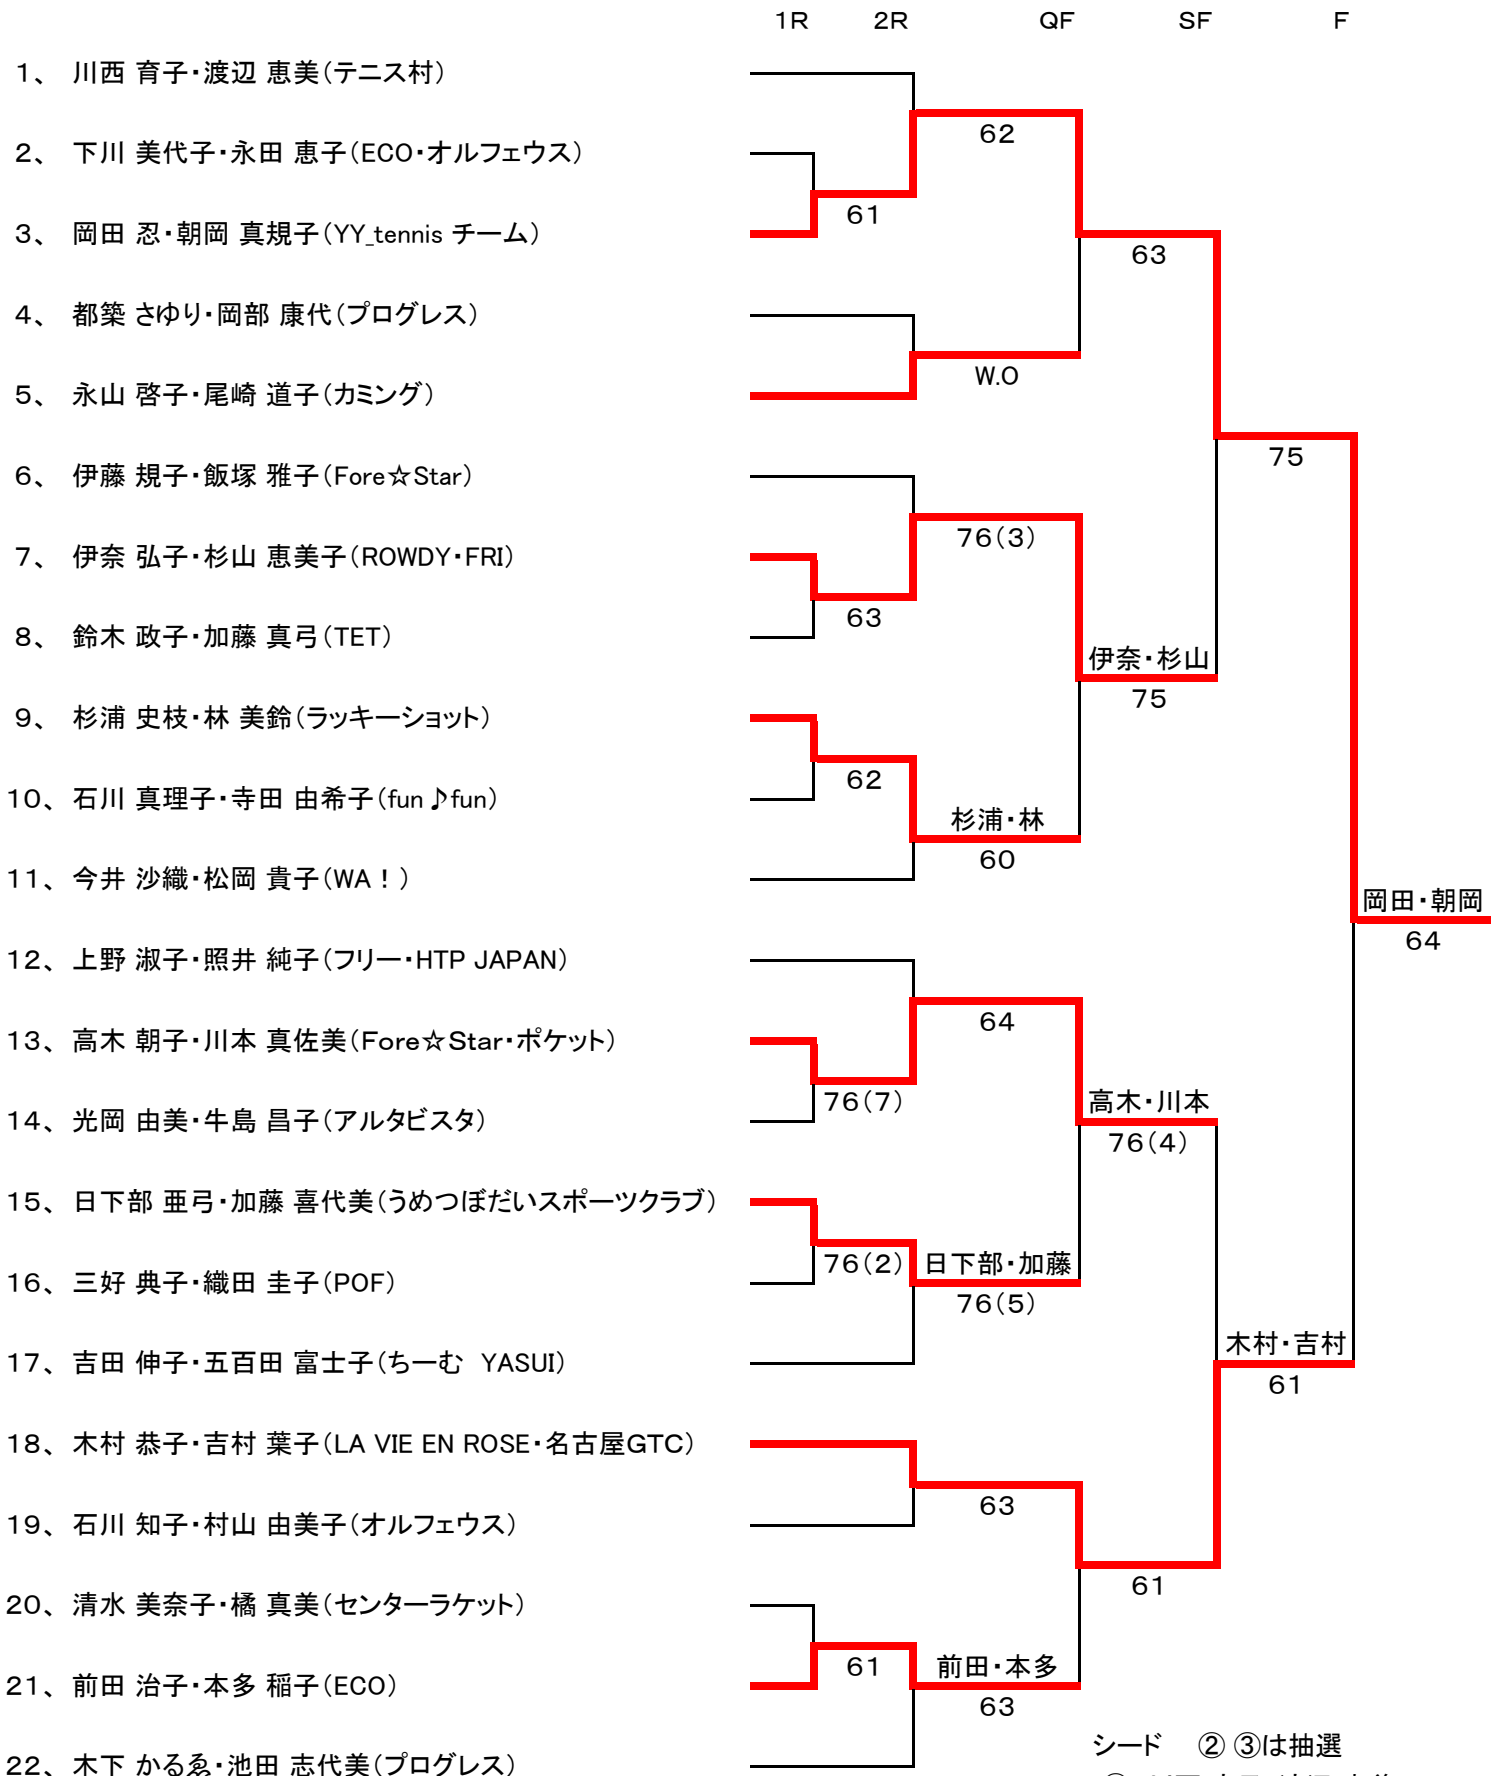 1R 2R QF SF F
1、 川西 育子・渡辺 恵美(テニス村)
62
2、 下川 美代子・永田 恵子(ECO・オルフェウス)
61
3、 岡田 忍・朝岡 真規子(YY_tennis チーム)
63
4、 都築 さゆり・岡部 康代(プログレス)
W.O
5、 永山 啓子・尾崎 道子(カミング)
75
6、 伊藤 規子・飯塚 雅子(Fore☆Star)
76(3)
7、 伊奈 弘子・杉山 恵美子(ROWDY・FRI)
63
8、 鈴木 政子・加藤 真弓(TET)
伊奈・杉山
75
9、 杉浦 史枝・林 美鈴(ラッキーショット)
62
10、 石川 真理子・寺田 由希子(fun♪fun)
杉浦・林
60
11、 今井 沙織・松岡 貴子(WA!)
岡田・朝岡
64
12、 上野 淑子・照井 純子(フリー・HTP JAPAN)
64
13、 高木 朝子・川本 真佐美(Fore☆Star・ポケット)
76(7)
高木・川本
14、 光岡 由美・牛島 昌子(アルタビスタ)
76(4)
15、 日下部 亜弓・加藤 喜代美(うめつぼだいスポーツクラブ)
76(2) 日下部・加藤
16、 三好 典子・織田 圭子(POF)
76(5)
木村・吉村
17、 吉田 伸子・五百田 富士子(ちーむ YASUI)
61
18、 木村 恭子・吉村 葉子(LA VIE EN ROSE・名古屋GTC)
63
19、 石川 知子・村山 由美子(オルフェウス)
61
20、 清水 美奈子・橘 真美(センターラケット)
61 前田・本多
21、 前田 治子・本多 稲子(ECO)
63
シード ② ③は抽選
22、 木下 かるゑ・池田 志代美(プログレス)